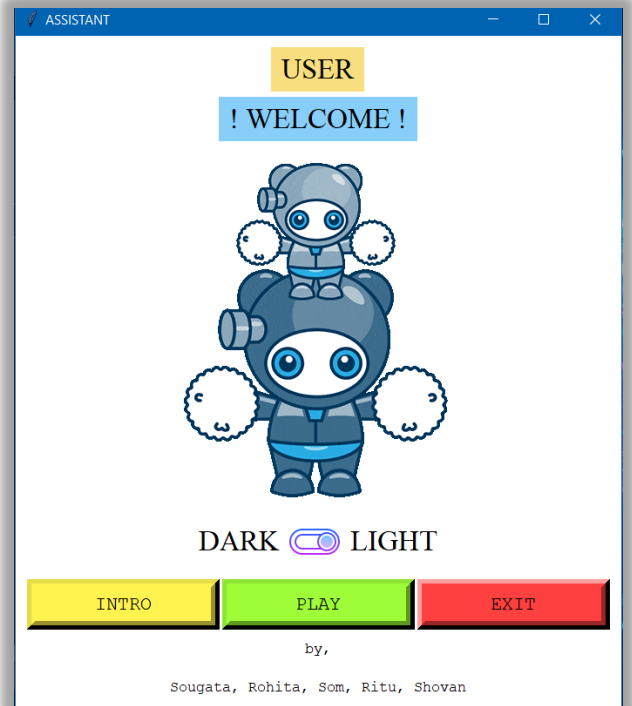 ASSISTANT
USER
! WELCOME !
DARK LIGHT
INTRO PLAY EXIT
by,
Sougata, Rohita, Som, Ritu, Shovan